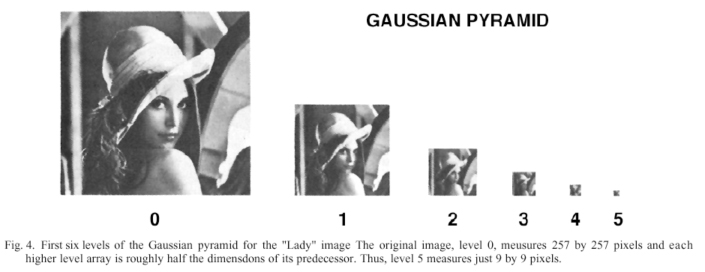 GAUSSIAN PYRAMID
0 1 2 3 4 5
Fig. 4. First six levels of the Gaussian pyramid for the "Lady" image The original image, level 0, meusures 257 by 257 pixels and each
higher level array is roughly half the dimensdons of its predecessor. Thus, level 5 measures just 9 by 9 pixels.